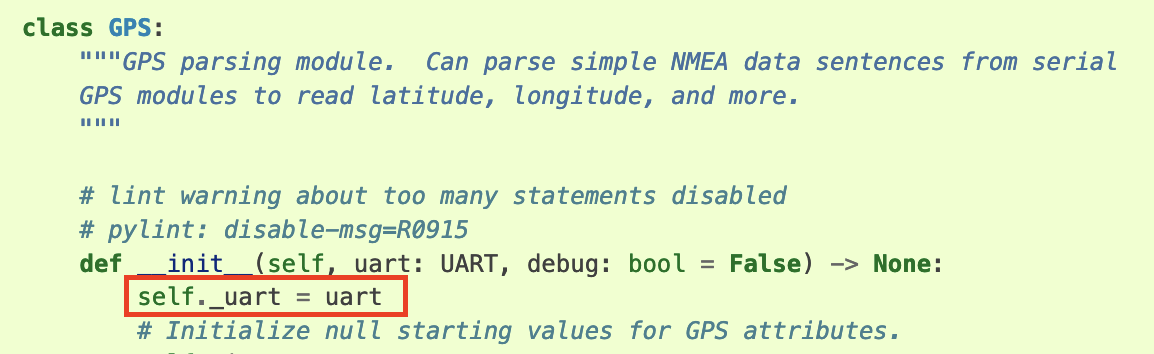 class GPS:
"""GPS parsing module.  Can parse simple NMEA data sentences from serial
GPS modules to read latitude, longitude, and more.
"""
# lint warning about too many statements disabled
# pylint: disable-msg=R0915
def __init__(self, uart: UART, debug: bool = False) -> None:
self._uart = uart
# Initialize null starting values for GPS attributes.